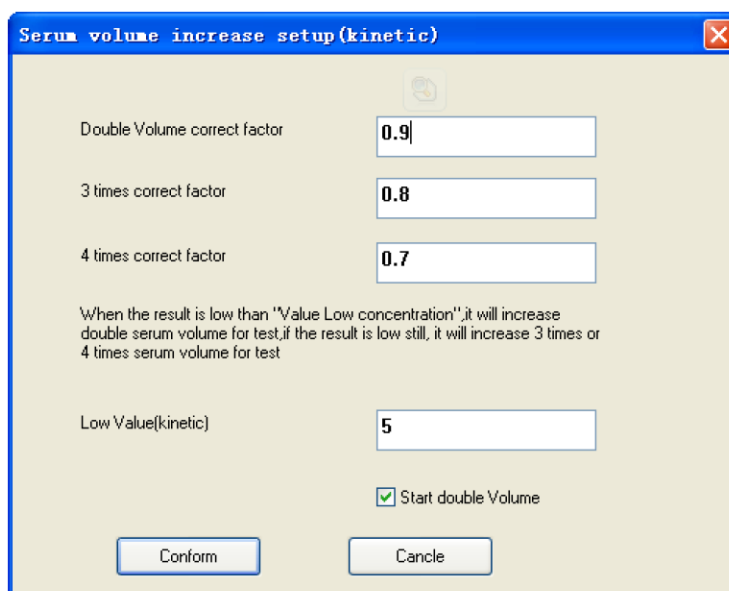 Serum volume increase setup(kinetic)
Double Volume correct factor
0.9
3 times correct factor
0.8
4 times correct factor
0.7
When the result is low than "Value Low concentration",it will increase
double serum volume for test,if the result is low still, it will increase 3 times or
4 times serum volume for test
Low Value(kinetic)
5
Start double Volume
Conform
Cancle